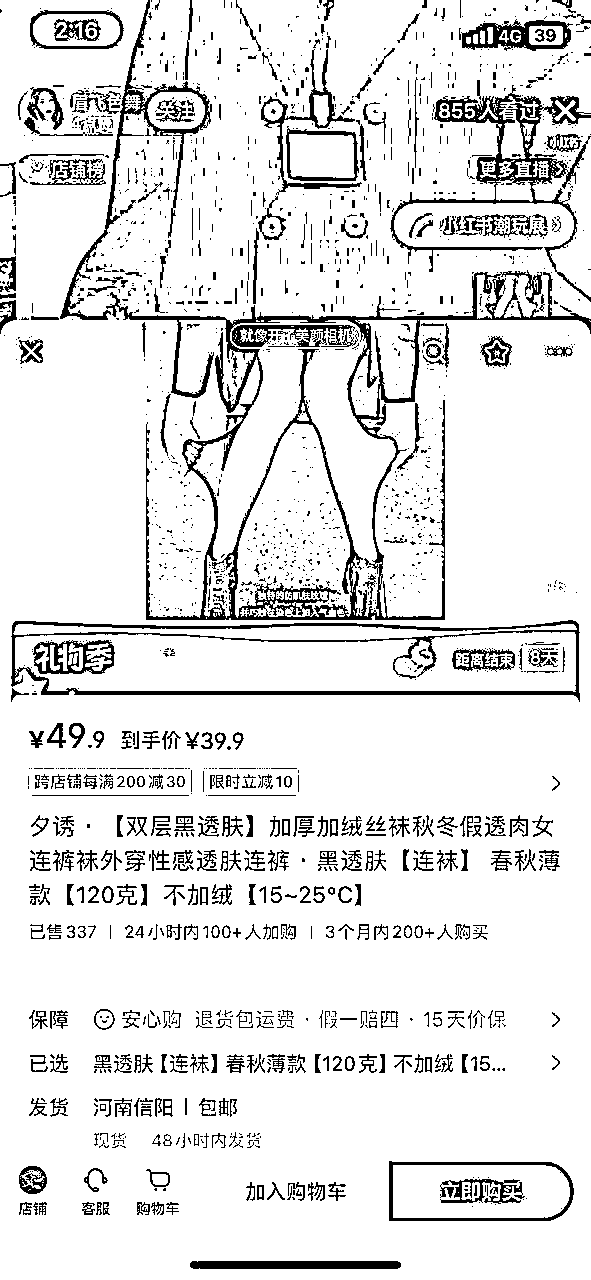 2:16
4G 39
眉飞色舞
关注
855人看过
店铺榜
更多直播
小红书潮玩展
就像开了美颜相机
礼物季
距离结束 8天
¥49.9 到手价¥39.9
跨店铺每满200减30 限时立减10
夕诱·【双层黑透肤】加厚加绒丝袜秋冬假透肉女
连裤袜外穿性感透肤连裤·黑透肤【连袜】 春秋薄
款【120克】不加绒【15~25°C】
已售337 | 24小时内100+人加购 | 3个月内200+人购买
保障 安心购 退货包运费·假一赔四·15天价保
已选 黑透肤【连袜】春秋薄款【120克】不加绒【15...
发货 河南信阳 | 包邮
现货 48小时内发货
店铺 客服 购物车 加入购物车 立即购买